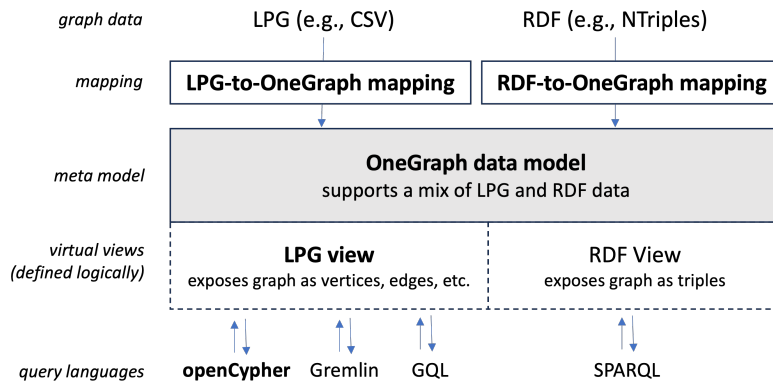 graph data
LPG (e.g., CSV)
RDF (e.g., NTriples)
mapping
LPG-to-OneGraph mapping
RDF-to-OneGraph mapping
meta model
OneGraph data model
supports a mix of LPG and RDF data
virtual views
(defined logically)
LPG view
exposes graph as vertices, edges, etc.
RDF View
exposes graph as triples
query languages
openCypher
Gremlin
GQL
SPARQL